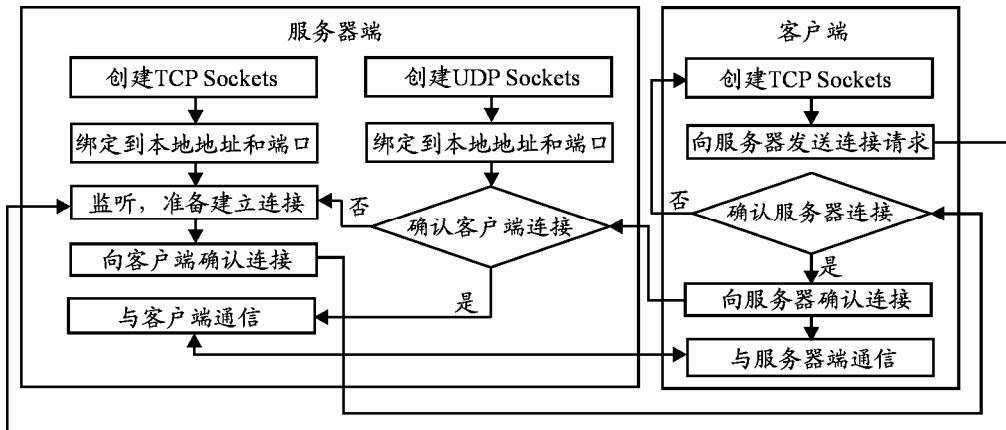 服务器端
创建TCP Sockets
绑定到本地地址和端口
监听，准备建立连接
向客户端确认连接
与客户端通信
创建UDP Sockets
绑定到本地地址和端口
确认客户端连接
否
是
客户端
创建TCP Sockets
向服务器发送连接请求
确认服务器连接
否
是
向服务器确认连接
与服务器端通信